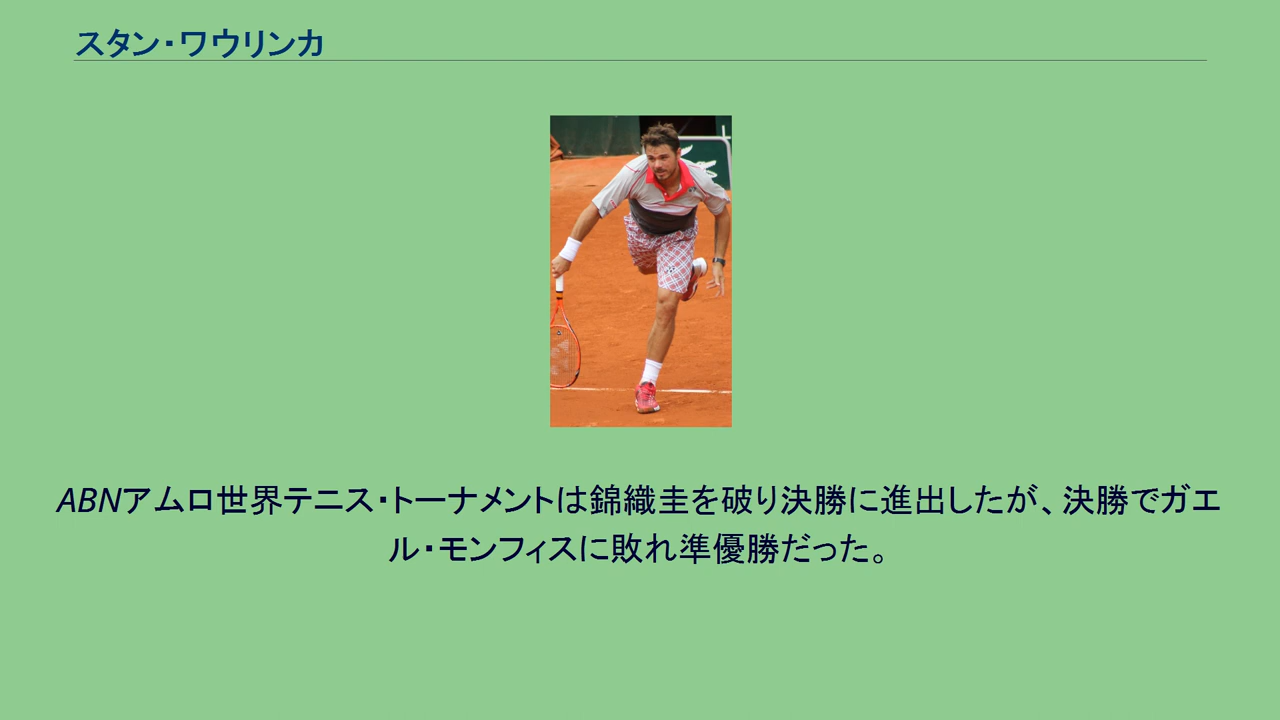 スタン・ワウリンカ
ABNアムロ世界テニス・トーナメントは錦織圭を破り決勝に進出したが、決勝でガエ
ル・モンフィスに敗れ準優勝だった。